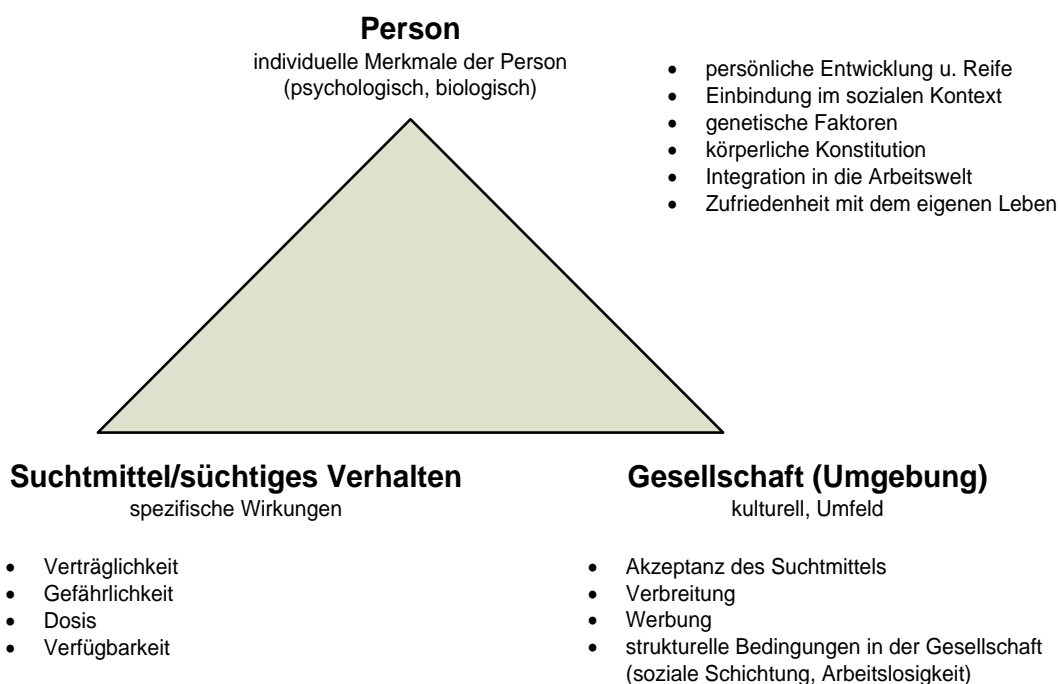 Person
individuelle Merkmale der Person
(psychologisch, biologisch)
• persönliche Entwicklung u. Reife
• Einbindung im sozialen Kontext
• genetische Faktoren
• körperliche Konstitution
• Integration in die Arbeitswelt
• Zufriedenheit mit dem eigenen Leben
Suchtmittel/süchtiges Verhalten
spezifische Wirkungen
• Verträglichkeit
• Gefährlichkeit
• Dosis
• Verfügbarkeit
Gesellschaft (Umgebung)
kulturell, Umfeld
• Akzeptanz des Suchtmittels
• Verbreitung
• Werbung
• strukturelle Bedingungen in der Gesellschaft
(soziale Schichtung, Arbeitslosigkeit)